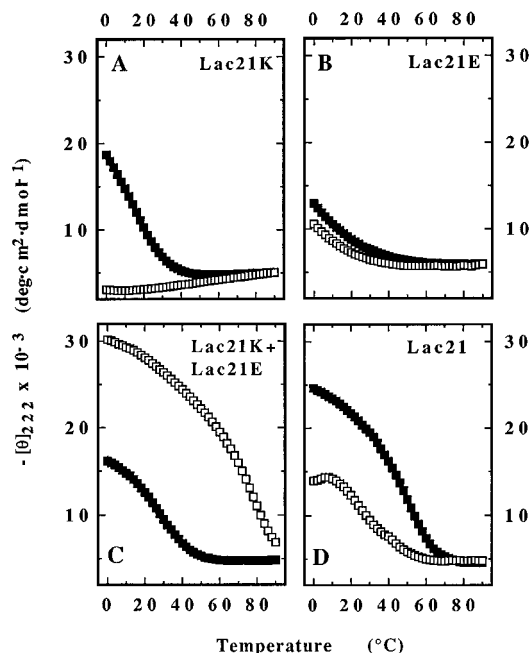 0 20 40 60 80 0 20 40 60 80
30 A Lac21K B Lac21E 30
20 20
10 10
- [θ]222 x 10-3 (deg·cm2·dmol-1)
30 C Lac21K+ Lac21E D Lac21 30
20 20
10 10
0 20 40 60 80 0 20 40 60 80
Temperature (°C)